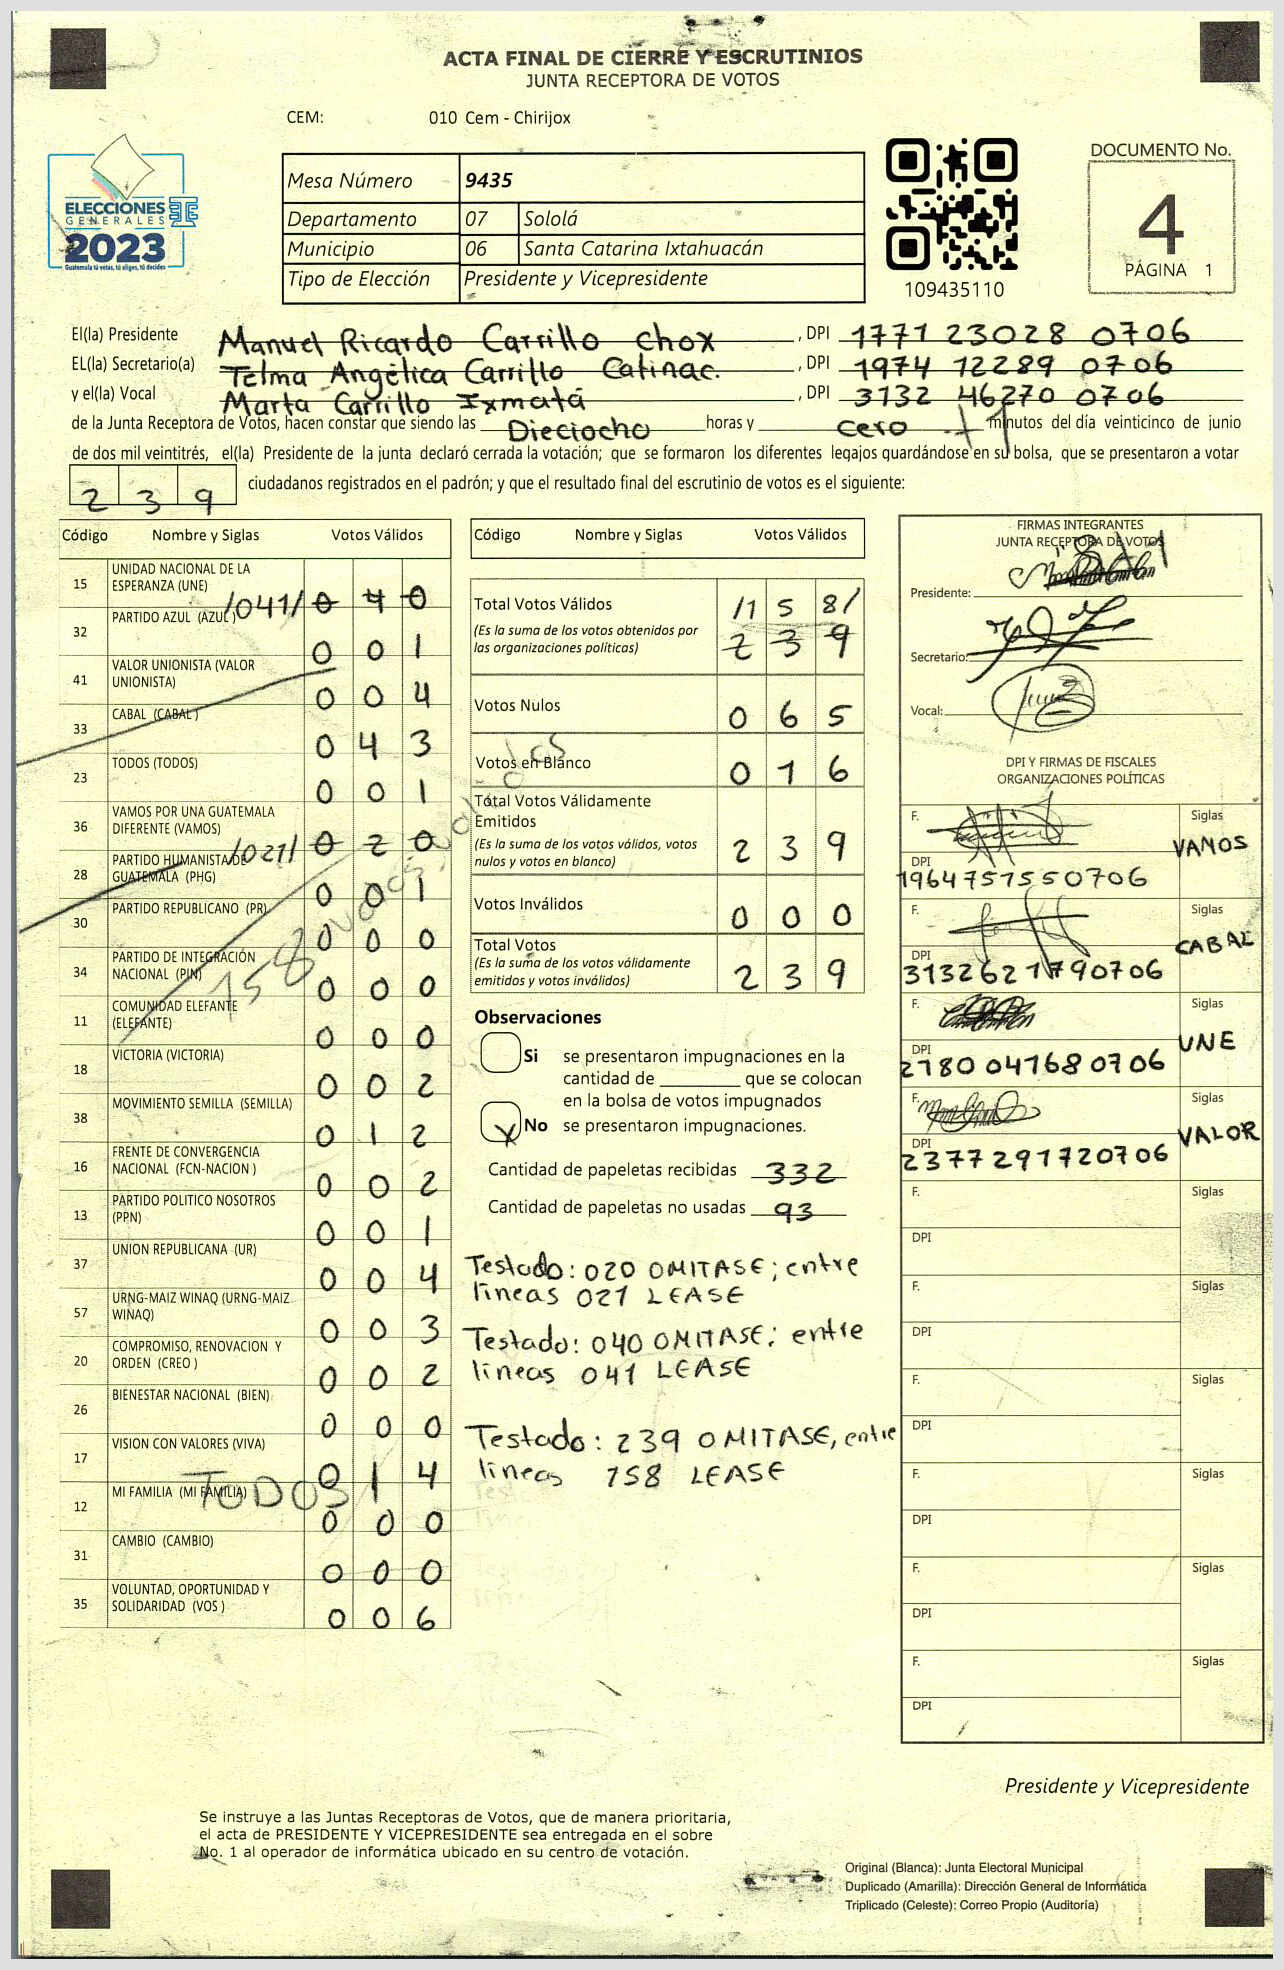 ACTA FINAL DE CIERRE Y ESCRUTINIOS
JUNTA RECEPTORA DE VOTOS
CEM: 010 Cem - Chirijox
ELECCIONES
GENERALES
2023
Guatemala tú votas, tú eliges, tú decides
Mesa Número 9435
Departamento 07 Sololá
Municipio 06 Santa Catarina Ixtahuacán
Tipo de Elección Presidente y Vicepresidente
109435110
DOCUMENTO No.
4
PÁGINA 1
El(la) Presidente Manuel Ricardo Carrillo Chox, DPI 1771 23028 0706
EL(la) Secretario(a) Telma Angélica Carrillo Catinac., DPI 1974 12289 0706
y el(la) Vocal Marta Carrillo Ixmatá, DPI 3132 46270 0706
de la Junta Receptora de Votos, hacen constar que siendo las Dieciocho horas y cero minutos del día veinticinco de junio
de dos mil veintitrés, el(la) Presidente de la junta declaró cerrada la votación; que se formaron los diferentes legajos guardándose en su bolsa, que se presentaron a votar
2 3 9 ciudadanos registrados en el padrón; y que el resultado final del escrutinio de votos es el siguiente:
Código Nombre y Siglas Votos Válidos
15 UNIDAD NACIONAL DE LA
ESPERANZA (UNE) /041/ 0 4 0
32 PARTIDO AZUL (AZUL) 0 0 1
41 VALOR UNIONISTA (VALOR
UNIONISTA) 0 0 4
33 CABAL (CABAL) 0 4 3
23 TODOS (TODOS) 0 0 1
36 VAMOS POR UNA GUATEMALA
DIFERENTE (VAMOS) /021/ 0 2 0
28 PARTIDO HUMANISTA DE
GUATEMALA (PHG) 0 0 1
30 PARTIDO REPUBLICANO (PR) 0 0 0
34 PARTIDO DE INTEGRACIÓN
NACIONAL (PIN) 0 0 0
11 COMUNIDAD ELEFANTE
(ELEFANTE) 0 0 0
18 VICTORIA (VICTORIA) 0 0 2
38 MOVIMIENTO SEMILLA (SEMILLA) 0 1 2
16 FRENTE DE CONVERGENCIA
NACIONAL (FCN-NACION) 0 0 2
13 PARTIDO POLITICO NOSOTROS
(PPN) 0 0 1
37 UNION REPUBLICANA (UR) 0 0 4
57 URNG-MAIZ WINAQ (URNG-MAIZ
WINAQ) 0 0 3
20 COMPROMISO, RENOVACION Y
ORDEN (CREO) 0 0 2
26 BIENESTAR NACIONAL (BIEN) 0 0 0
17 VISION CON VALORES (VIVA) 0 1 4
12 MI FAMILIA (MI FAMILIA) 0 0 0
31 CAMBIO (CAMBIO) 0 0 0
35 VOLUNTAD, OPORTUNIDAD Y
SOLIDARIDAD (VOS) 0 0 6
158
TODOS
Código Nombre y Siglas Votos Válidos
Total Votos Válidos /1 5 8/
(Es la suma de los votos obtenidos por
las organizaciones políticas) 2 3 9
Votos Nulos 0 6 5
Votos en Blanco 0 1 6
Total Votos Válidamente
Emitidos
(Es la suma de los votos válidos, votos
nulos y votos en blanco) 2 3 9
Votos Inválidos 0 0 0
Total Votos
(Es la suma de los votos válidamente
emitidos y votos inválidos) 2 3 9
Observaciones
Si se presentaron impugnaciones en la
cantidad de ________ que se colocan
en la bolsa de votos impugnados
X No se presentaron impugnaciones.
Cantidad de papeletas recibidas 332
Cantidad de papeletas no usadas 93
Testado: 020 OMITASE; entre
líneas 021 LEASE
Testado: 040 OMITASE; entre
líneas 041 LEASE
Testado: 239 OMITASE, entre
líneas 158 LEASE
FIRMAS INTEGRANTES
JUNTA RECEPTORA DE VOTOS
Presidente:
Secretario:
Vocal:
DPI Y FIRMAS DE FISCALES
ORGANIZACIONES POLÍTICAS
F. Siglas
VAMOS
DPI
1964757550706
F. Siglas
CABAL
DPI
3132621790706
F. Siglas
UNE
DPI
2780 04768 0706
F. Siglas
VALOR
DPI
2377 291720706
F. Siglas
DPI
F. Siglas
DPI
F. Siglas
DPI
F. Siglas
DPI
F. Siglas
DPI
F. Siglas
DPI
Presidente y Vicepresidente
Se instruye a las Juntas Receptoras de Votos, que de manera prioritaria,
el acta de PRESIDENTE Y VICEPRESIDENTE sea entregada en el sobre
No. 1 al operador de informática ubicado en su centro de votación.
Original (Blanca): Junta Electoral Municipal
Duplicado (Amarilla): Dirección General de Informática
Triplicado (Celeste): Correo Propio (Auditoría)